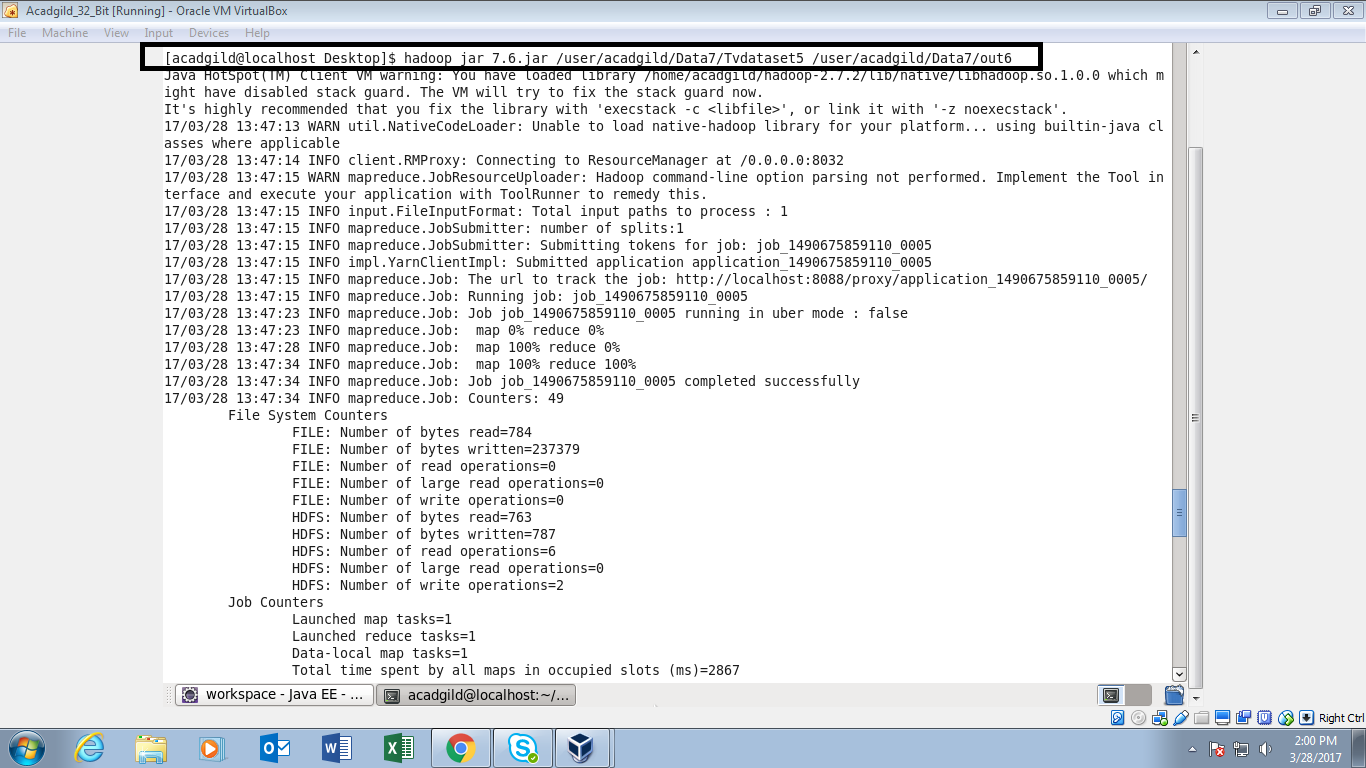 Acadgild_32_Bit [Running] - Oracle VM VirtualBox
File Machine View Input Devices Help
[acadgild@localhost Desktop]$ hadoop jar 7.6.jar /user/acadgild/Data7/Tvdataset5 /user/acadgild/Data7/out6
Java HotSpot(TM) Client VM warning: You have loaded library /home/acadgild/hadoop-2.7.2/lib/native/libhadoop.so.1.0.0 which m
ight have disabled stack guard. The VM will try to fix the stack guard now.
It's highly recommended that you fix the library with 'execstack -c <libfile>', or link it with '-z noexecstack'.
17/03/28 13:47:13 WARN util.NativeCodeLoader: Unable to load native-hadoop library for your platform... using builtin-java cl
asses where applicable
17/03/28 13:47:14 INFO client.RMProxy: Connecting to ResourceManager at /0.0.0.0:8032
17/03/28 13:47:15 WARN mapreduce.JobResourceUploader: Hadoop command-line option parsing not performed. Implement the Tool in
terface and execute your application with ToolRunner to remedy this.
17/03/28 13:47:15 INFO input.FileInputFormat: Total input paths to process : 1
17/03/28 13:47:15 INFO mapreduce.JobSubmitter: number of splits:1
17/03/28 13:47:15 INFO mapreduce.JobSubmitter: Submitting tokens for job: job_1490675859110_0005
17/03/28 13:47:15 INFO impl.YarnClientImpl: Submitted application application_1490675859110_0005
17/03/28 13:47:15 INFO mapreduce.Job: The url to track the job: http://localhost:8088/proxy/application_1490675859110_0005/
17/03/28 13:47:15 INFO mapreduce.Job: Running job: job_1490675859110_0005
17/03/28 13:47:23 INFO mapreduce.Job: Job job_1490675859110_0005 running in uber mode : false
17/03/28 13:47:23 INFO mapreduce.Job:  map 0% reduce 0%
17/03/28 13:47:28 INFO mapreduce.Job:  map 100% reduce 0%
17/03/28 13:47:34 INFO mapreduce.Job:  map 100% reduce 100%
17/03/28 13:47:34 INFO mapreduce.Job: Job job_1490675859110_0005 completed successfully
17/03/28 13:47:34 INFO mapreduce.Job: Counters: 49
File System Counters
FILE: Number of bytes read=784
FILE: Number of bytes written=237379
FILE: Number of read operations=0
FILE: Number of large read operations=0
FILE: Number of write operations=0
HDFS: Number of bytes read=763
HDFS: Number of bytes written=787
HDFS: Number of read operations=6
HDFS: Number of large read operations=0
HDFS: Number of write operations=2
Job Counters
Launched map tasks=1
Launched reduce tasks=1
Data-local map tasks=1
Total time spent by all maps in occupied slots (ms)=2867
workspace - Java EE - ... acadgild@localhost:~/...
Right Ctrl
2:00 PM
3/28/2017